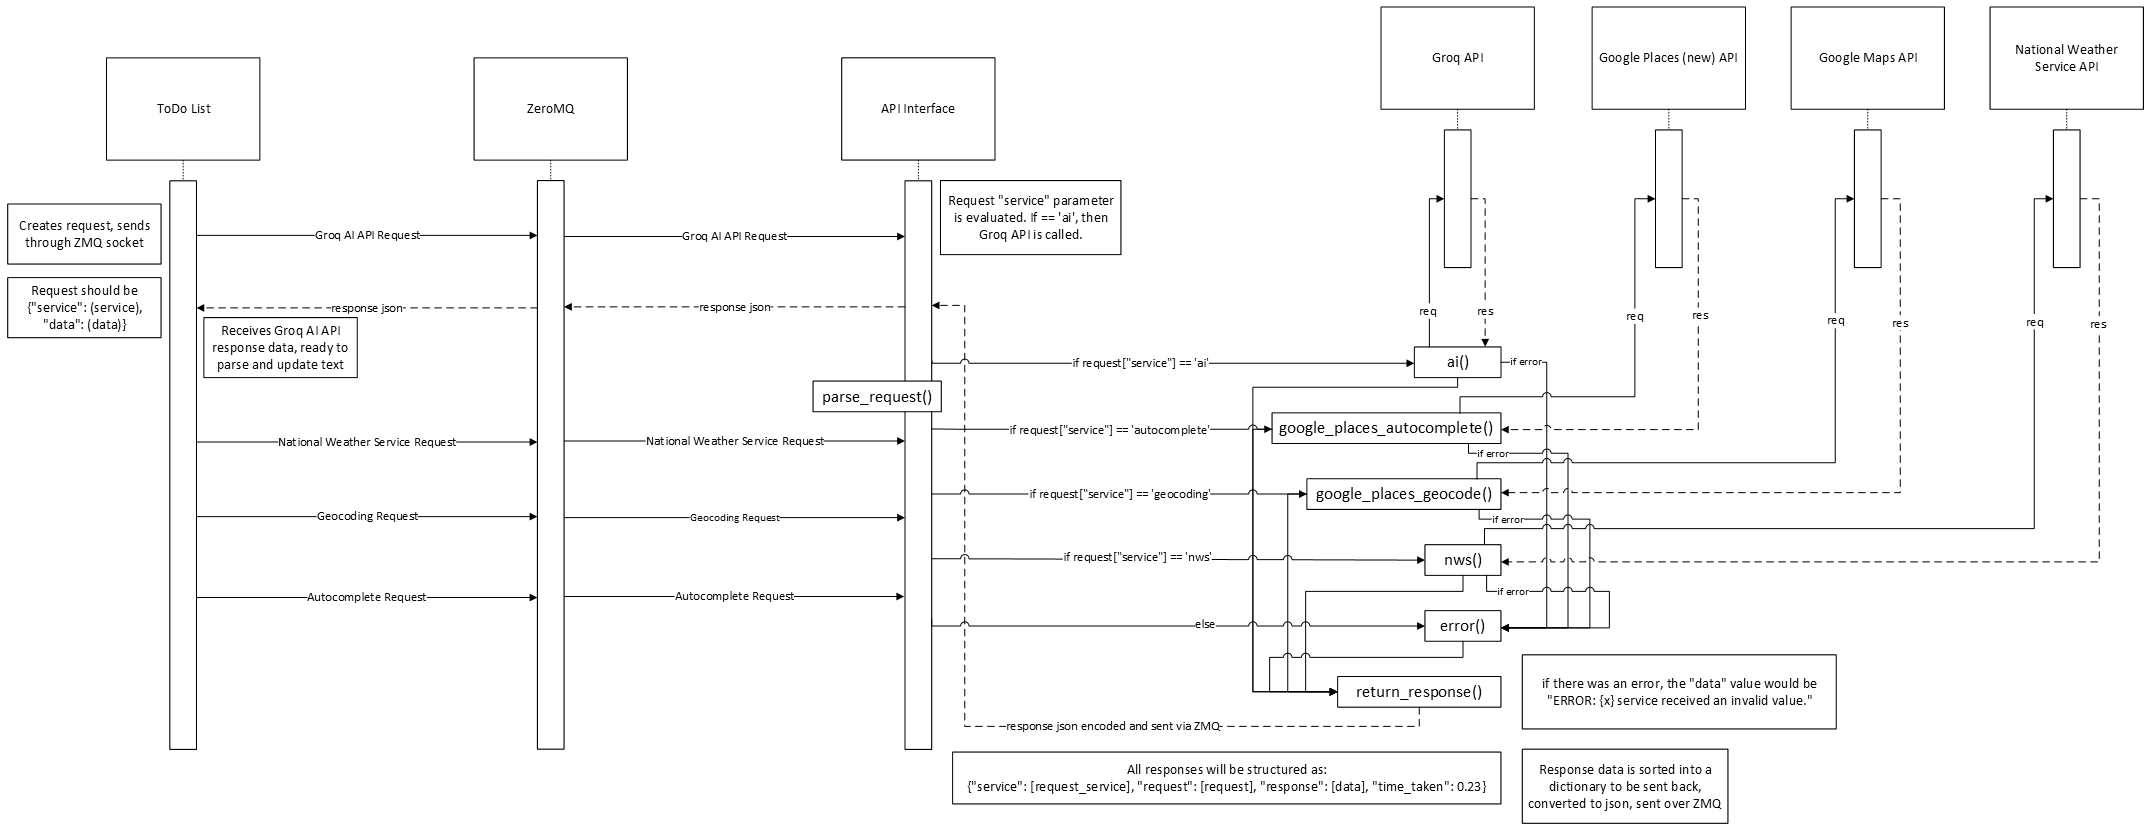 Groq API
Google Places (new) API
Google Maps API
National Weather
Service API
ToDo List
ZeroMQ
API Interface
Creates request, sends
through ZMQ socket
Groq AI API Request
Groq AI API Request
Request "service" parameter
is evaluated. If == 'ai', then
Groq API is called.
Request should be
{"service": (service),
"data": (data)}
response json
response json
Receives Groq AI API
response data, ready to
parse and update text
req
res
req
res
req
res
req
res
if request["service"] == 'ai'
ai()
if error
parse_request()
National Weather Service Request
National Weather Service Request
if request["service"] == 'autocomplete'
google_places_autocomplete()
if error
if request["service"] == 'geocoding'
google_places_geocode()
if error
Geocoding Request
Geocoding Request
if request["service"] == 'nws'
nws()
if error
Autocomplete Request
Autocomplete Request
else
error()
return_response()
if there was an error, the "data" value would be
"ERROR: {x} service received an invalid value."
response json encoded and sent via ZMQ
All responses will be structured as:
{"service": [request_service], "request": [request], "response": [data], "time_taken": 0.23}
Response data is sorted into a
dictionary to be sent back,
converted to json, sent over ZMQ